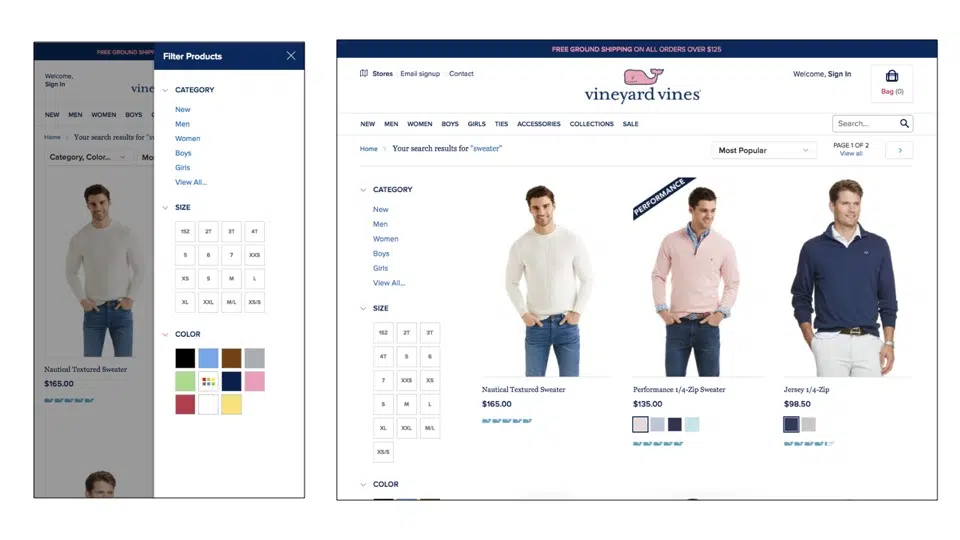 FREE GROUND SHIPP
Filter Products
Welcome,
Sign In
vine
NEW MEN WOMEN BOYS
Home Your search results for "sw
Category, Color...
Mo
Nautical Textured Sweater
$165.00
CATEGORY
New
Men
Women
Boys
Girls
View All...
SIZE
12 2T 3T 4T
5 6 7 XXS
XS S M L
XL XXL M/L XS/S
COLOR
FREE GROUND SHIPPING ON ALL ORDERS OVER $125
Stores Email signup Contact
vineyard vines
Welcome, Sign In
Bag (0)
NEW MEN WOMEN BOYS GIRLS TIES ACCESSORIES COLLECTIONS SALE
Search...
Home Your search results for "sweater"
Most Popular
PAGE 1 OF 2
View all
CATEGORY
New
Men
Women
Boys
Girls
View All...
SIZE
2T 3T
4T 5 6
7 XXS XS
S M L
XL XXL M/L
XS/S
COLOR
PERFORMANCE
Nautical Textured Sweater
$165.00
Performance 1/4-Zip Sweater
$135.00
Jersey 1/4-Zip
$98.50